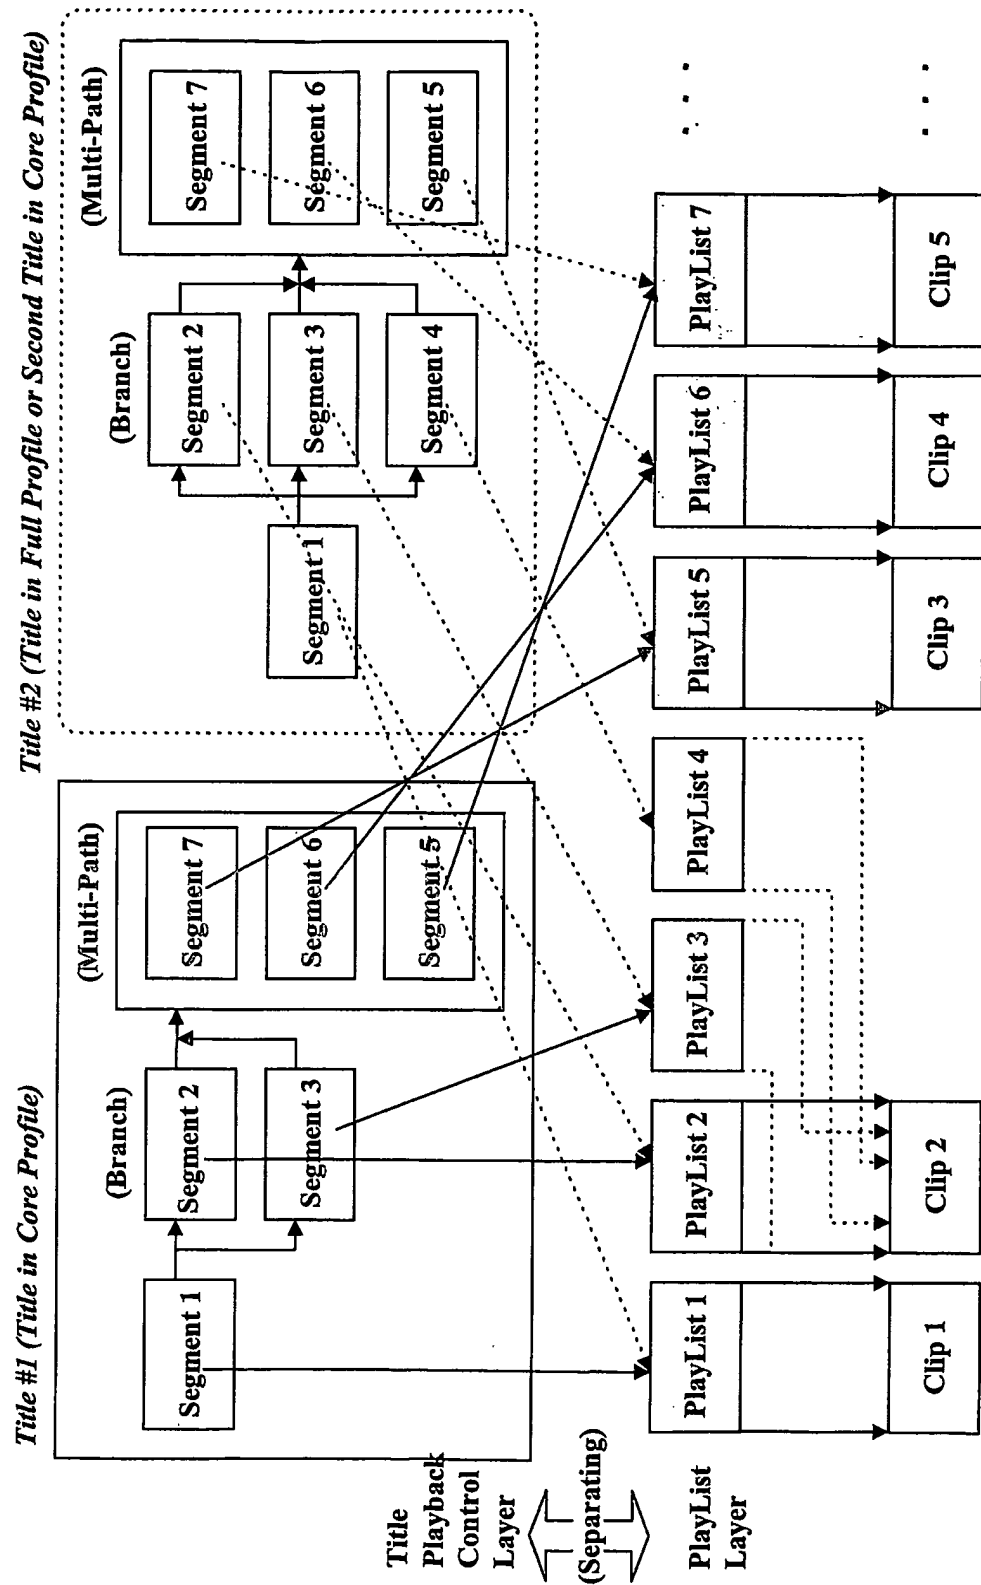 Title #1 (Title in Core Profile)
(Branch)
(Multi-Path)
Segment 1
Segment 2
Segment 3
Segment 7
Segment 6
Segment 5
Title #2 (Title in Full Profile or Second Title in Core Profile)
(Branch)
(Multi-Path)
Segment 1
Segment 2
Segment 3
Segment 4
Segment 7
Segment 6
Segment 5
Title
Playback
Control
Layer
(Separating)
PlayList
Layer
PlayList 1
PlayList 2
PlayList 3
PlayList 4
PlayList 5
PlayList 6
PlayList 7
. . .
Clip 1
Clip 2
Clip 3
Clip 4
Clip 5
. . .